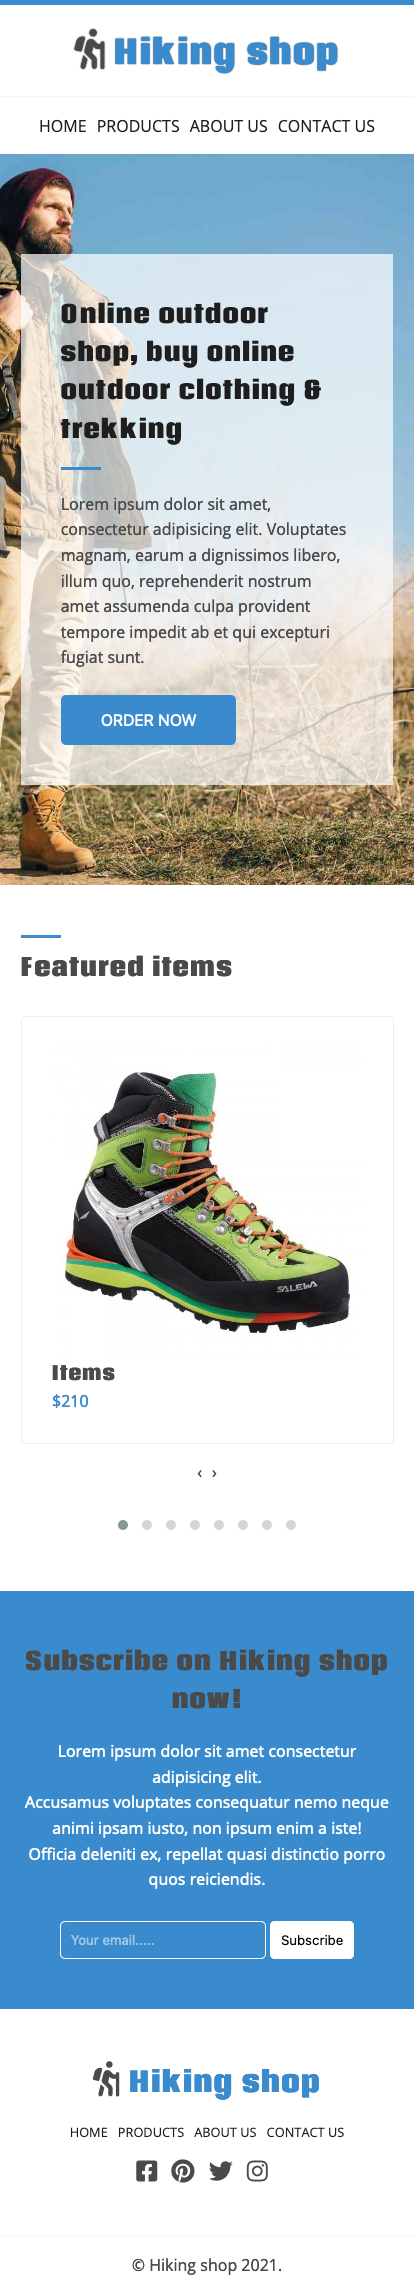 Hiking shop
HOME PRODUCTS ABOUT US CONTACT US
Online outdoor
shop, buy online
outdoor clothing &
trekking
Lorem ipsum dolor sit amet,
consectetur adipisicing elit. Voluptates
magnam, earum a dignissimos libero,
illum quo, reprehenderit nostrum
amet assumenda culpa provident
tempore impedit ab et qui excepturi
fugiat sunt.
ORDER NOW
Featured items
SALEWA
Items
$210
‹ ›
Subscribe on Hiking shop
now!
Lorem ipsum dolor sit amet consectetur
adipisicing elit.
Accusamus voluptates consequatur nemo neque
animi ipsam iusto, non ipsum enim a iste!
Officia deleniti ex, repellat quasi distinctio porro
quos reiciendis.
Your email.....
Subscribe
Hiking shop
HOME PRODUCTS ABOUT US CONTACT US
© Hiking shop 2021.